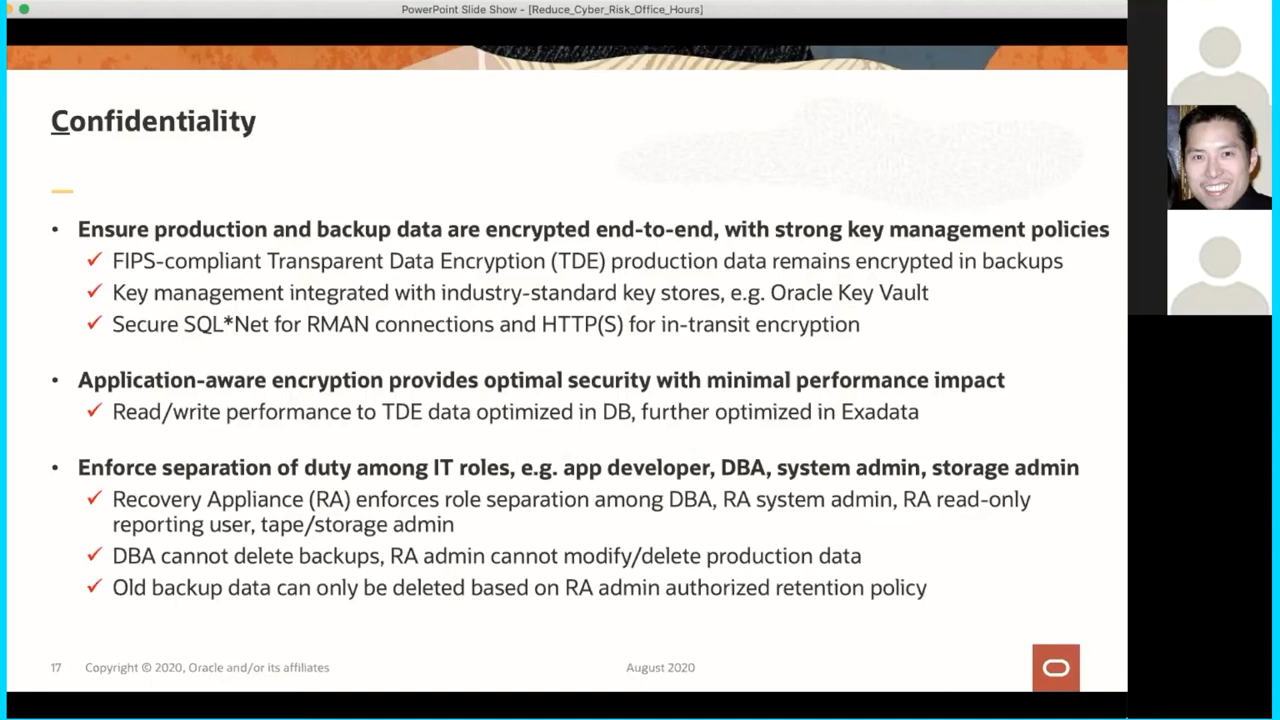 PowerPoint Slide Show - [Reduce_Cyber_Risk_Office_Hours]
Confidentiality
• Ensure production and backup data are encrypted end-to-end, with strong key management policies
✓ FIPS-compliant Transparent Data Encryption (TDE) production data remains encrypted in backups
✓ Key management integrated with industry-standard key stores, e.g. Oracle Key Vault
✓ Secure SQL*Net for RMAN connections and HTTP(S) for in-transit encryption
• Application-aware encryption provides optimal security with minimal performance impact
✓ Read/write performance to TDE data optimized in DB, further optimized in Exadata
• Enforce separation of duty among IT roles, e.g. app developer, DBA, system admin, storage admin
✓ Recovery Appliance (RA) enforces role separation among DBA, RA system admin, RA read-only
reporting user, tape/storage admin
✓ DBA cannot delete backups, RA admin cannot modify/delete production data
✓ Old backup data can only be deleted based on RA admin authorized retention policy
17 Copyright © 2020, Oracle and/or its affiliates August 2020